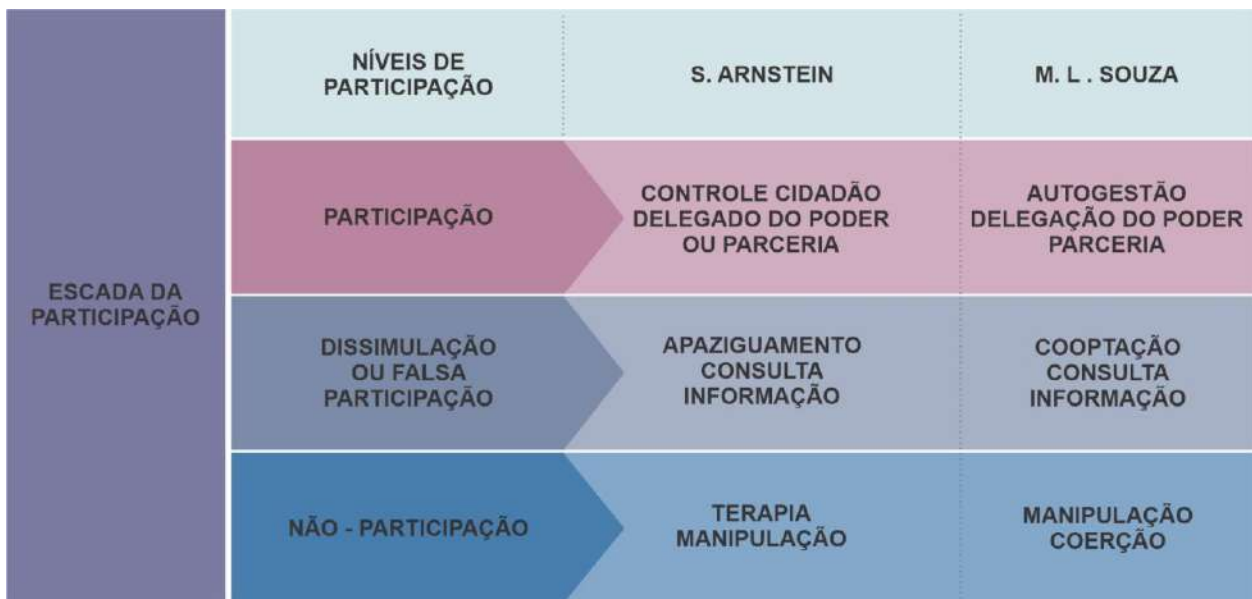 ESCADA DA
PARTICIPAÇÃO
NÍVEIS DE
PARTICIPAÇÃO
S. ARNSTEIN
M. L . SOUZA
PARTICIPAÇÃO
CONTROLE CIDADÃO
DELEGADO DO PODER
OU PARCERIA
AUTOGESTÃO
DELEGAÇÃO DO PODER
PARCERIA
DISSIMULAÇÃO
OU FALSA
PARTICIPAÇÃO
APAZIGUAMENTO
CONSULTA
INFORMAÇÃO
COOPTAÇÃO
CONSULTA
INFORMAÇÃO
NÃO - PARTICIPAÇÃO
TERAPIA
MANIPULAÇÃO
MANIPULAÇÃO
COERÇÃO